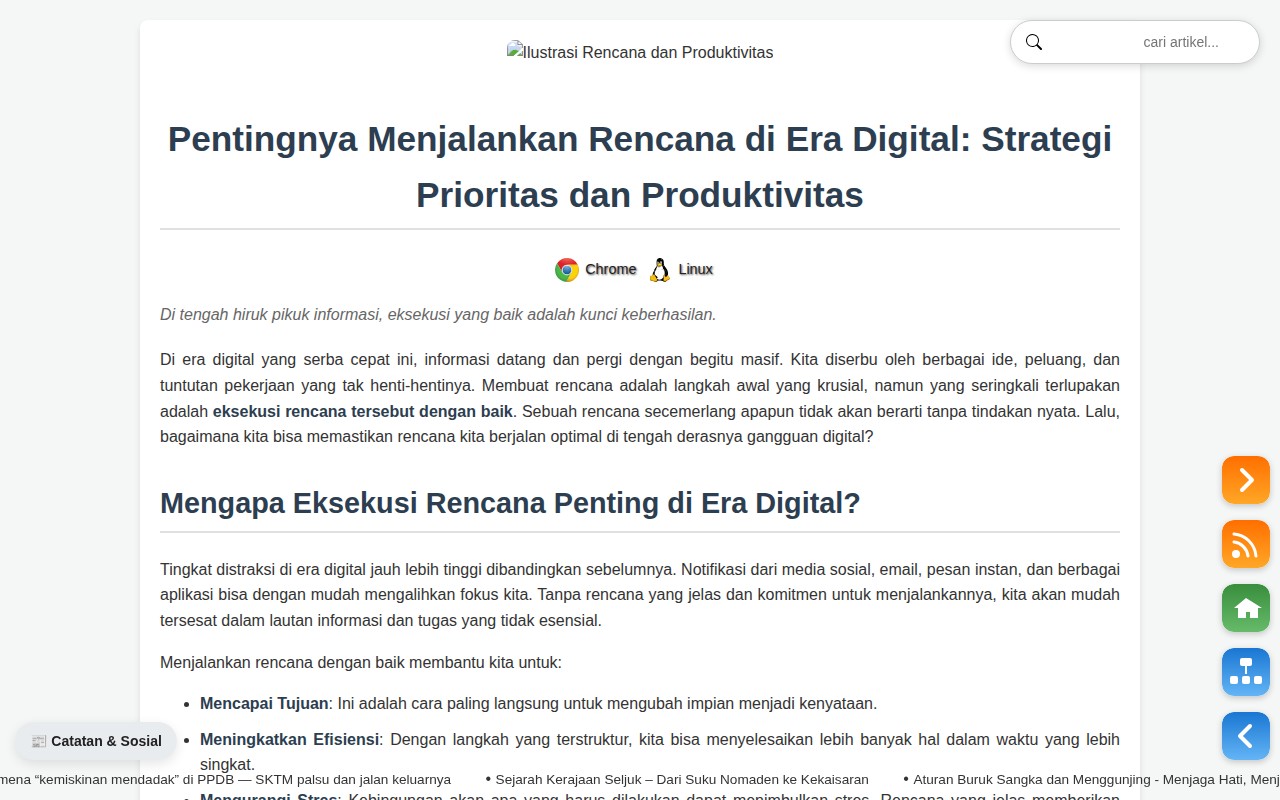 Ilustrasi Rencana dan Produktivitas
cari artikel...
Pentingnya Menjalankan Rencana di Era Digital: Strategi
Prioritas dan Produktivitas
Chrome Linux
Di tengah hiruk pikuk informasi, eksekusi yang baik adalah kunci keberhasilan.
Di era digital yang serba cepat ini, informasi datang dan pergi dengan begitu masif. Kita diserbu oleh berbagai ide, peluang, dan
tuntutan pekerjaan yang tak henti-hentinya. Membuat rencana adalah langkah awal yang krusial, namun yang seringkali terlupakan
adalah eksekusi rencana tersebut dengan baik. Sebuah rencana secemerlang apapun tidak akan berarti tanpa tindakan nyata. Lalu,
bagaimana kita bisa memastikan rencana kita berjalan optimal di tengah derasnya gangguan digital?
Mengapa Eksekusi Rencana Penting di Era Digital?
Tingkat distraksi di era digital jauh lebih tinggi dibandingkan sebelumnya. Notifikasi dari media sosial, email, pesan instan, dan berbagai
aplikasi bisa dengan mudah mengalihkan fokus kita. Tanpa rencana yang jelas dan komitmen untuk menjalankannya, kita akan mudah
tersesat dalam lautan informasi dan tugas yang tidak esensial.
Menjalankan rencana dengan baik membantu kita untuk:
• Mencapai Tujuan: Ini adalah cara paling langsung untuk mengubah impian menjadi kenyataan.
• Meningkatkan Efisiensi: Dengan langkah yang terstruktur, kita bisa menyelesaikan lebih banyak hal dalam waktu yang lebih
singkat.
📰 Catatan & Sosial
mena “kemiskinan mendadak” di PPDB — SKTM palsu dan jalan keluarnya • Sejarah Kerajaan Seljuk – Dari Suku Nomaden ke Kekaisaran • Aturan Buruk Sangka dan Menggunjing - Menjaga Hati, Menj
• Mengurangi Stres: Kebingungan akan apa yang harus dilakukan dapat menimbulkan stres. Rencana yang jelas memberikan